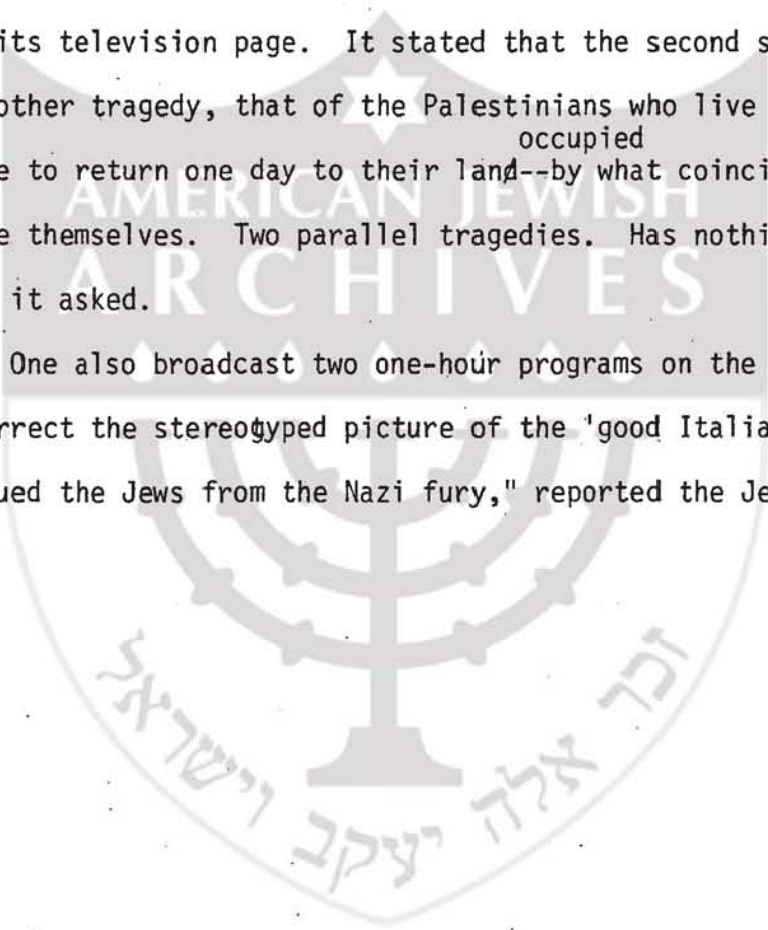 its television page. It stated that the second s
other tragedy, that of the Palestinians who live
occupied
e to return one day to their land--by what coinci
e themselves. Two parallel tragedies. Has nothi
it asked.
One also broadcast two one-hour programs on the
rrect the stereotyped picture of the 'good Italia
ued the Jews from the Nazi fury," reported the Je
AMERICAN JEWISH
ARCHIVES
זכר אלה יעקב וישראל